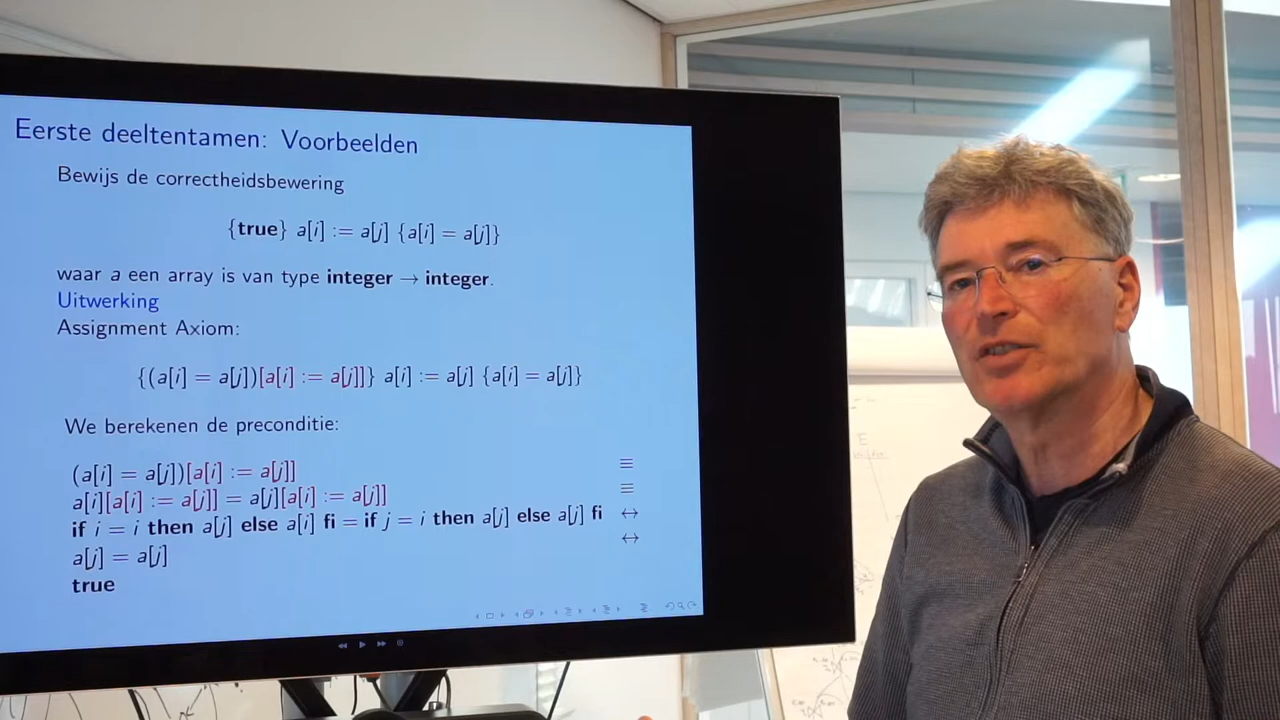 Eerste deeltentamen: Voorbeelden
Bewijs de correctheidsbewering
{true} a[i] := a[j] {a[i] = a[j]}
waar a een array is van type integer → integer.
Uitwerking
Assignment Axiom:
{(a[i] = a[j])[a[i] := a[j]]} a[i] := a[j] {a[i] = a[j]}
We berekenen de preconditie:
(a[i] = a[j])[a[i] := a[j]] ≡
a[i][a[i] := a[j]] = a[j][a[i] := a[j]] ≡
if i = i then a[j] else a[i] fi = if j = i then a[j] else a[j] fi ↔
a[j] = a[j] ↔
true